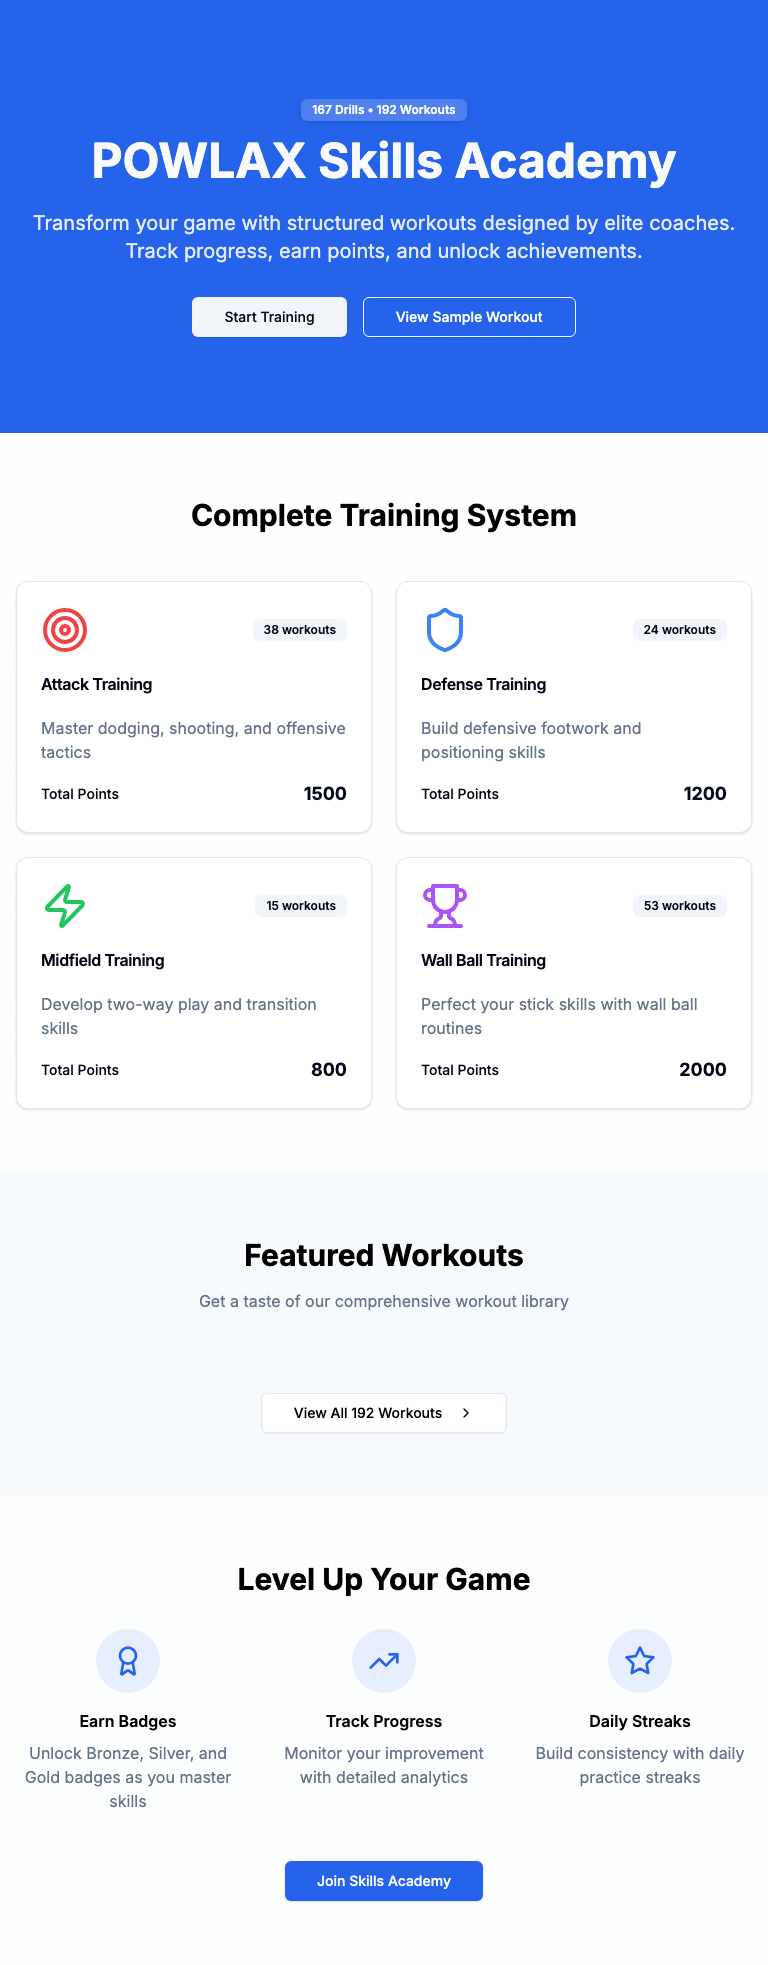 167 Drills • 192 Workouts
POWLAX Skills Academy
Transform your game with structured workouts designed by elite coaches.
Track progress, earn points, and unlock achievements.
Start Training
View Sample Workout
Complete Training System
38 workouts
Attack Training
Master dodging, shooting, and offensive
tactics
Total Points 1500
24 workouts
Defense Training
Build defensive footwork and
positioning skills
Total Points 1200
15 workouts
Midfield Training
Develop two-way play and transition
skills
Total Points 800
53 workouts
Wall Ball Training
Perfect your stick skills with wall ball
routines
Total Points 2000
Featured Workouts
Get a taste of our comprehensive workout library
View All 192 Workouts
Level Up Your Game
Earn Badges
Unlock Bronze, Silver, and
Gold badges as you master
skills
Track Progress
Monitor your improvement
with detailed analytics
Daily Streaks
Build consistency with daily
practice streaks
Join Skills Academy